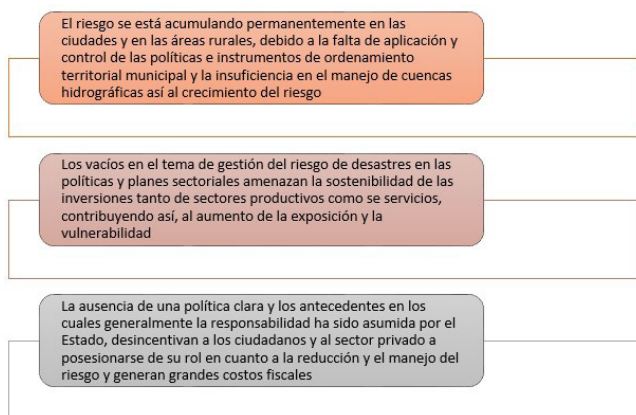 El riesgo se está acumulando permanentemente en las
ciudades y en las áreas rurales, debido a la falta de aplicación y
control de las políticas e instrumentos de ordenamiento
territorial municipal y la insuficiencia en el manejo de cuencas
hidrográficas así al crecimiento del riesgo
Los vacíos en el tema de gestión del riesgo de desastres en las
políticas y planes sectoriales amenazan la sostenibilidad de las
inversiones tanto de sectores productivos como se servicios,
contribuyendo así, al aumento de la exposición y la
vulnerabilidad
La ausencia de una política clara y los antecedentes en los
cuales generalmente la responsabilidad ha sido asumida por el
Estado, desincentivan a los ciudadanos y al sector privado a
posesionarse de su rol en cuanto a la reducción y el manejo del
riesgo y generan grandes costos fiscales